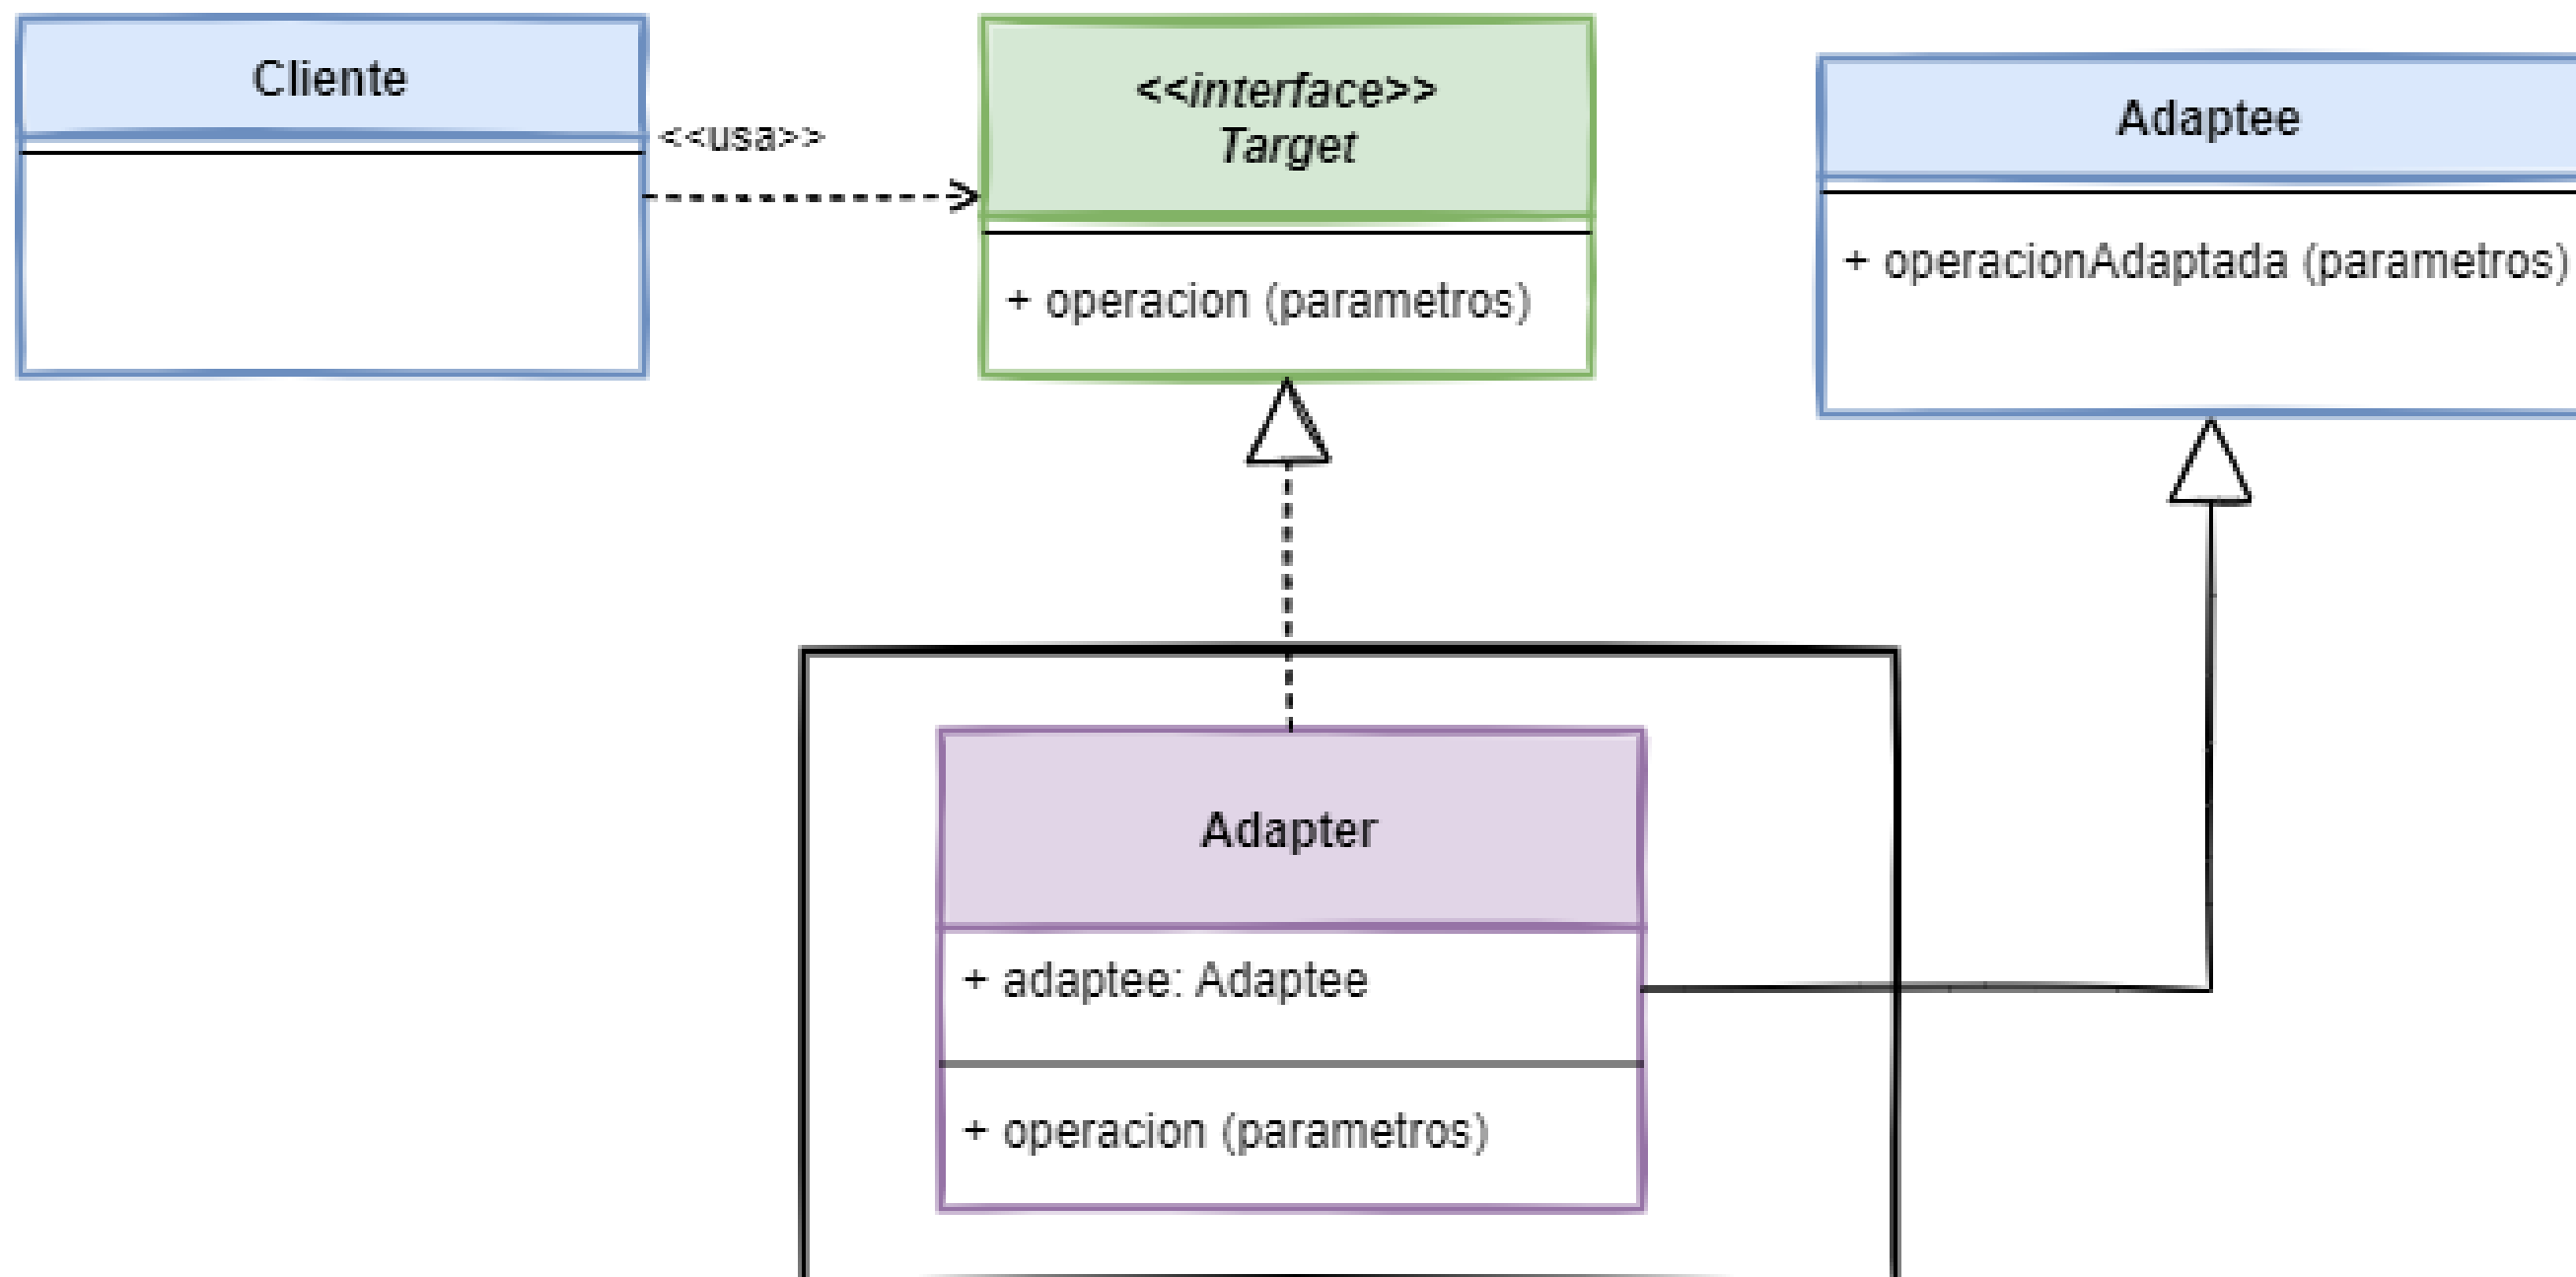 Cliente
<<usa>>
<<interface>>
Target
+ operacion (parametros)
Adaptee
+ operacionAdaptada (parametros)
Adapter
+ adaptee: Adaptee
+ operacion (parametros)